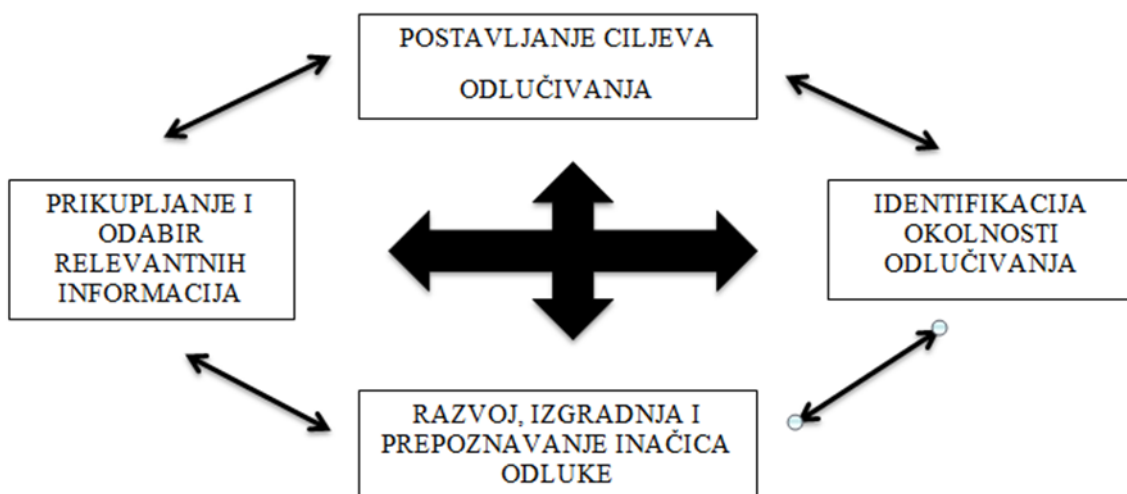 POSTAVLJANJE CILJEVA
ODLUČIVANJA
PRIKUPLJANJE I
ODABIR
RELEVANTNIH
INFORMACIJA
IDENTIFIKACIJA
OKOLNOSTI
ODLUČIVANJA
RAZVOJ, IZGRADNJA I
PREPOZNAVANJE INAČICA
ODLUKE